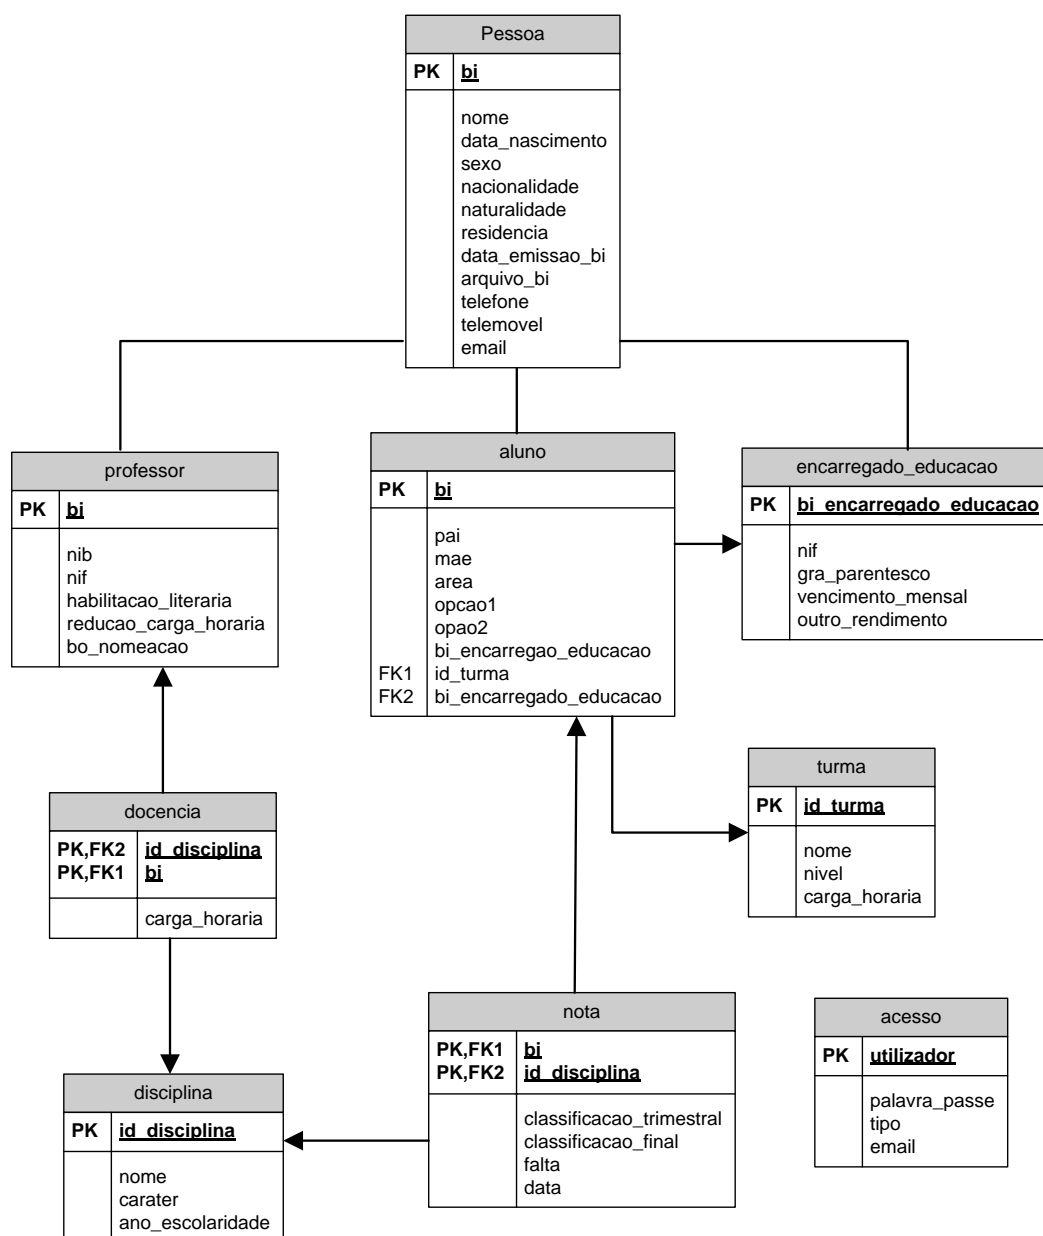 Pessoa
PK bi
nome
data_nascimento
sexo
nacionalidade
naturalidade
residencia
data_emissao_bi
arquivo_bi
telefone
telemovel
email
professor
PK bi
nib
nif
habilitacao_literaria
reducao_carga_horaria
bo_nomeacao
aluno
PK bi
pai
mae
area
opcao1
opao2
bi_encarregao_educacao
FK1 id_turma
FK2 bi_encarregado_educacao
encarregado_educacao
PK bi_encarregado_educacao
nif
gra_parentesco
vencimento_mensal
outro_rendimento
turma
PK id_turma
nome
nivel
carga_horaria
docencia
PK,FK2 id_disciplina
PK,FK1 bi
carga_horaria
nota
PK,FK1 bi
PK,FK2 id_disciplina
classificacao_trimestral
classificacao_final
falta
data
acesso
PK utilizador
palavra_passe
tipo
email
disciplina
PK id_disciplina
nome
carater
ano_escolaridade